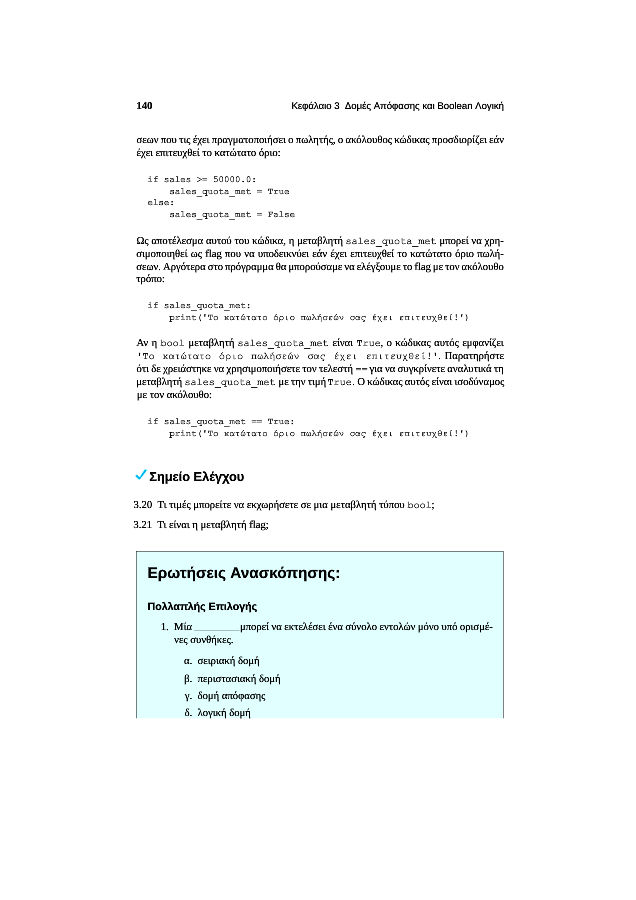 140 Κεφάλαιο 3 Δομές Απόφασης και Boolean Λογική
σεων που τις έχει πραγματοποιήσει ο πωλητής, ο ακόλουθος κώδικας προσδιορίζει εάν
έχει επιτευχθεί το κατώτατο όριο:
if sales >= 50000.0:
    sales_quota_met = True
else:
    sales_quota_met = False
Ως αποτέλεσμα αυτού του κώδικα, η μεταβλητή sales_quota_met μπορεί να χρη-
σιμοποιηθεί ως flag που να υποδεικνύει εάν έχει επιτευχθεί το κατώτατο όριο πωλή-
σεων. Αργότερα στο πρόγραμμα θα μπορούσαμε να ελέγξουμε το flag με τον ακόλουθο
τρόπο:
if sales_quota_met:
    print('Το κατώτατο όριο πωλήσεών σας έχει επιτευχθεί!')
Αν η bool μεταβλητή sales_quota_met είναι True, ο κώδικας αυτός εμφανίζει
'Το κατώτατο όριο πωλήσεών σας έχει επιτευχθεί!'. Παρατηρήστε
ότι δε χρειάστηκε να χρησιμοποιήσετε τον τελεστή == για να συγκρίνετε αναλυτικά τη
μεταβλητή sales_quota_met με την τιμή True. Ο κώδικας αυτός είναι ισοδύναμος
με τον ακόλουθο:
if sales_quota_met == True:
    print('Το κατώτατο όριο πωλήσεών σας έχει επιτευχθεί!')
Σημείο Ελέγχου
3.20 Τι τιμές μπορείτε να εκχωρήσετε σε μια μεταβλητή τύπου bool;
3.21 Τι είναι η μεταβλητή flag;
Ερωτήσεις Ανασκόπησης:
Πολλαπλής Επιλογής
1. Μία ________ μπορεί να εκτελέσει ένα σύνολο εντολών μόνο υπό ορισμέ-
νες συνθήκες.
α. σειριακή δομή
β. περιστασιακή δομή
γ. δομή απόφασης
δ. λογική δομή